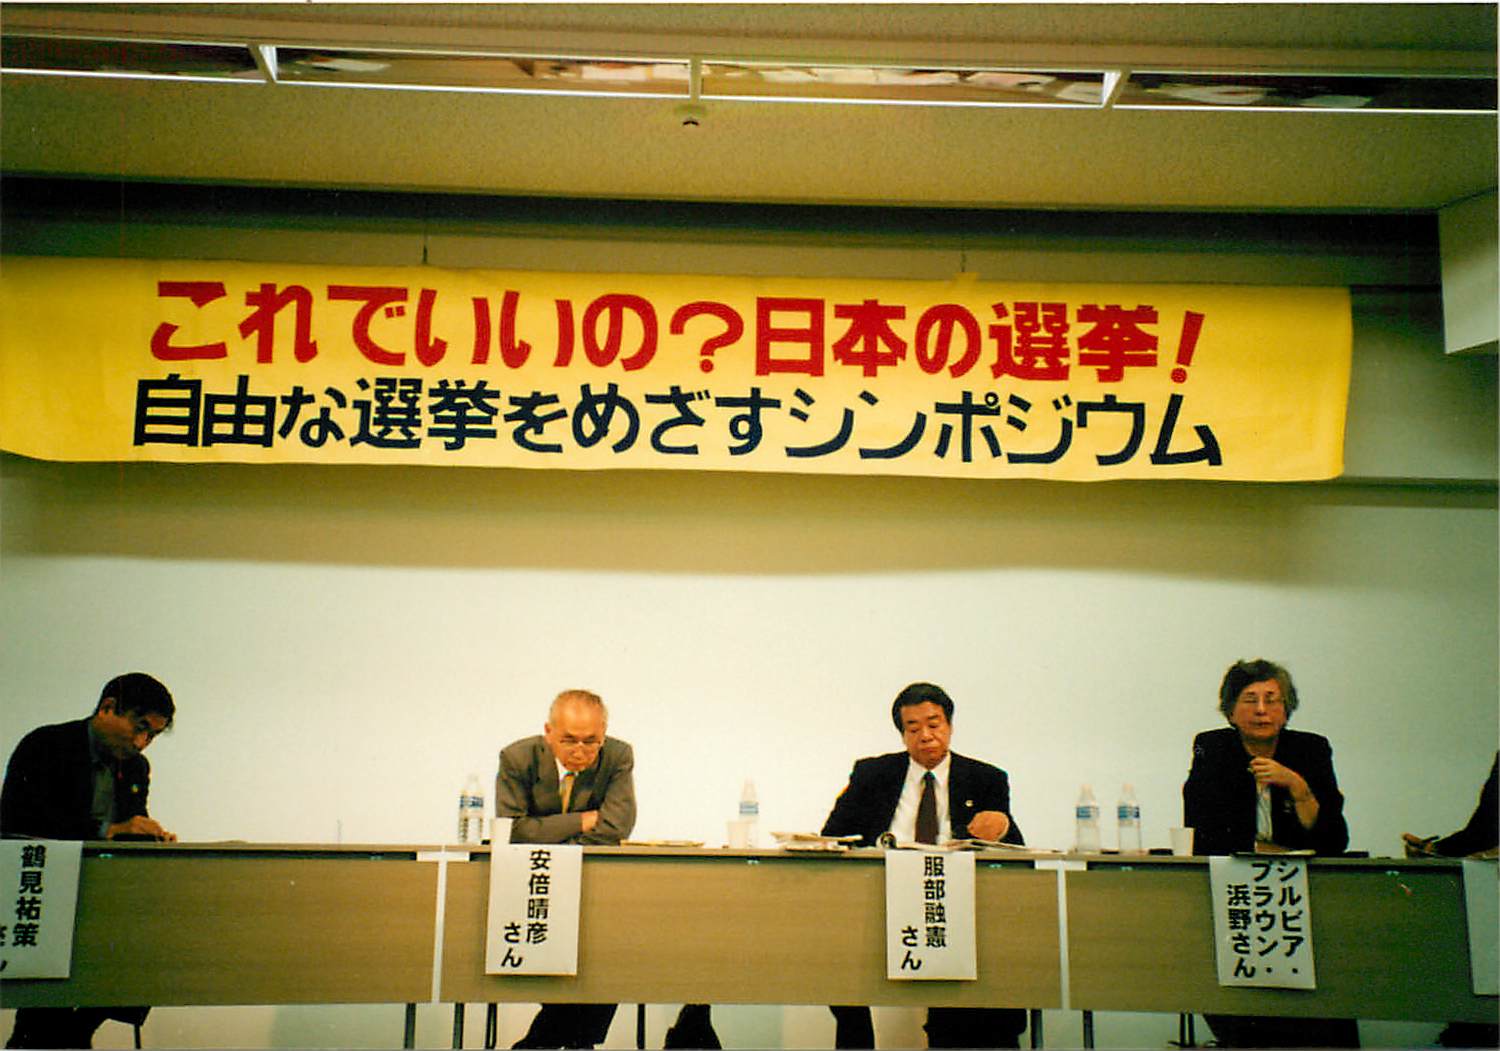 これでいいの？日本の選挙！
自由な選挙をめざすシンポジウム
鶴見祐策
さん
安倍晴彦
さん
服部融憲
さん
シルビア・
ブラウン・
浜野さん